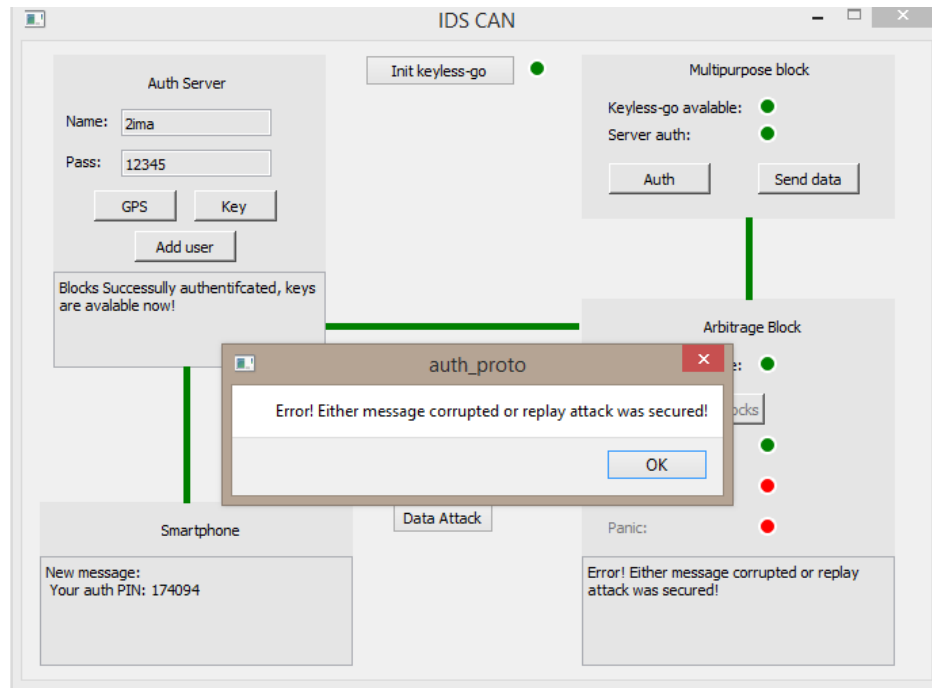 IDS CAN
Auth Server
Name: 2ima
Pass: 12345
GPS Key
Add user
Blocks Successully authentifcated, keys
are avalable now!
Init keyless-go
Multipurpose block
Keyless-go avalable:
Server auth:
Auth Send data
Arbitrage Block
auth_proto
Error! Either message corrupted or replay attack was secured!
OK
Data Attack
Smartphone
New message:
Your auth PIN: 174094
Panic:
Error! Either message corrupted or replay
attack was secured!